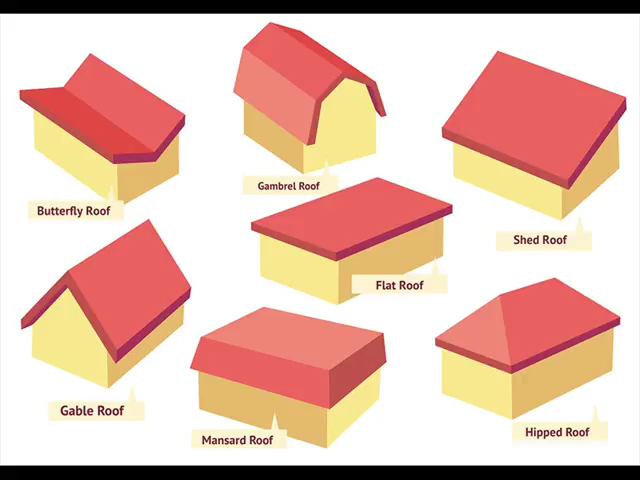 Gambrel Roof
Butterfly Roof
Shed Roof
Flat Roof
Gable Roof
Mansard Roof
Hipped Roof